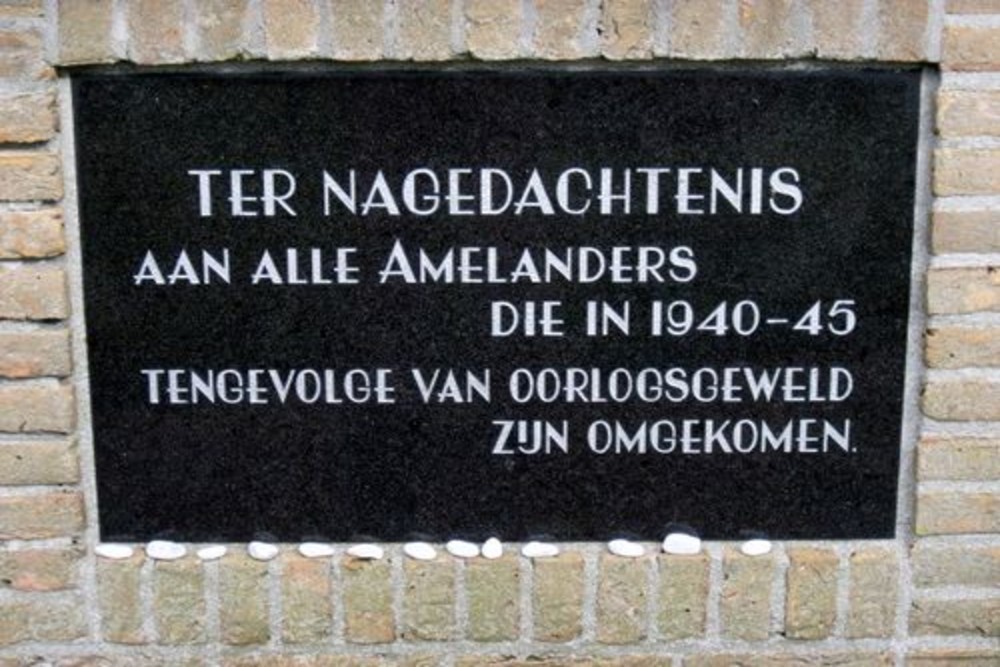 TER NAGEDACHTENIS
AAN ALLE AMELANDERS
DIE IN 1940-45
TENGEVOLGE VAN OORLOGSGEWELD
ZIJN OMGEKOMEN.